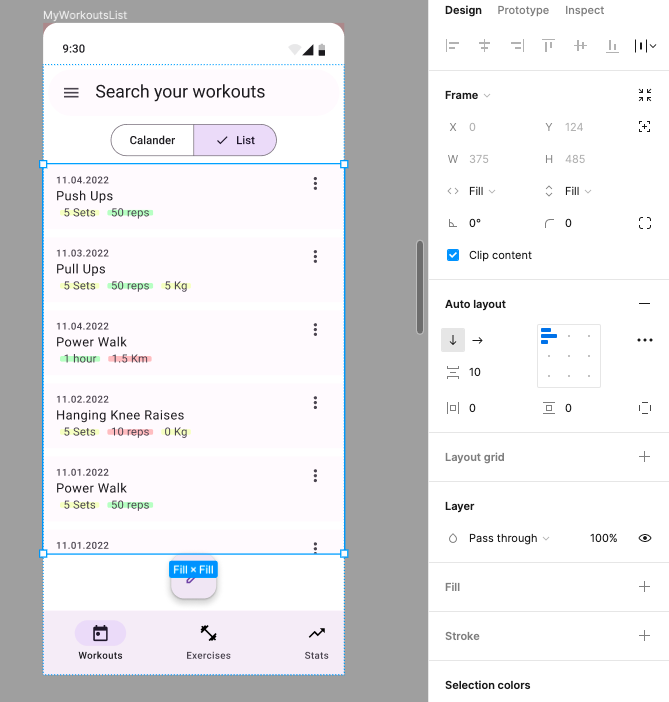 MyWorkoutsList
9:30
Search your workouts
Calander
List
11.04.2022
Push Ups
5 Sets 50 reps
11.03.2022
Pull Ups
5 Sets 50 reps 5 Kg
11.04.2022
Power Walk
1 hour 1.5 Km
11.02.2022
Hanging Knee Raises
5 Sets 10 reps 0 Kg
11.01.2022
Power Walk
5 Sets 50 reps
11.01.2022
Fill × Fill
Workouts Exercises Stats
Design Prototype Inspect
Frame
X 0 Y 124
W 375 H 485
Fill Fill
0° 0
Clip content
Auto layout
10
0 0
Layout grid
Layer
Pass through 100%
Fill
Stroke
Selection colors